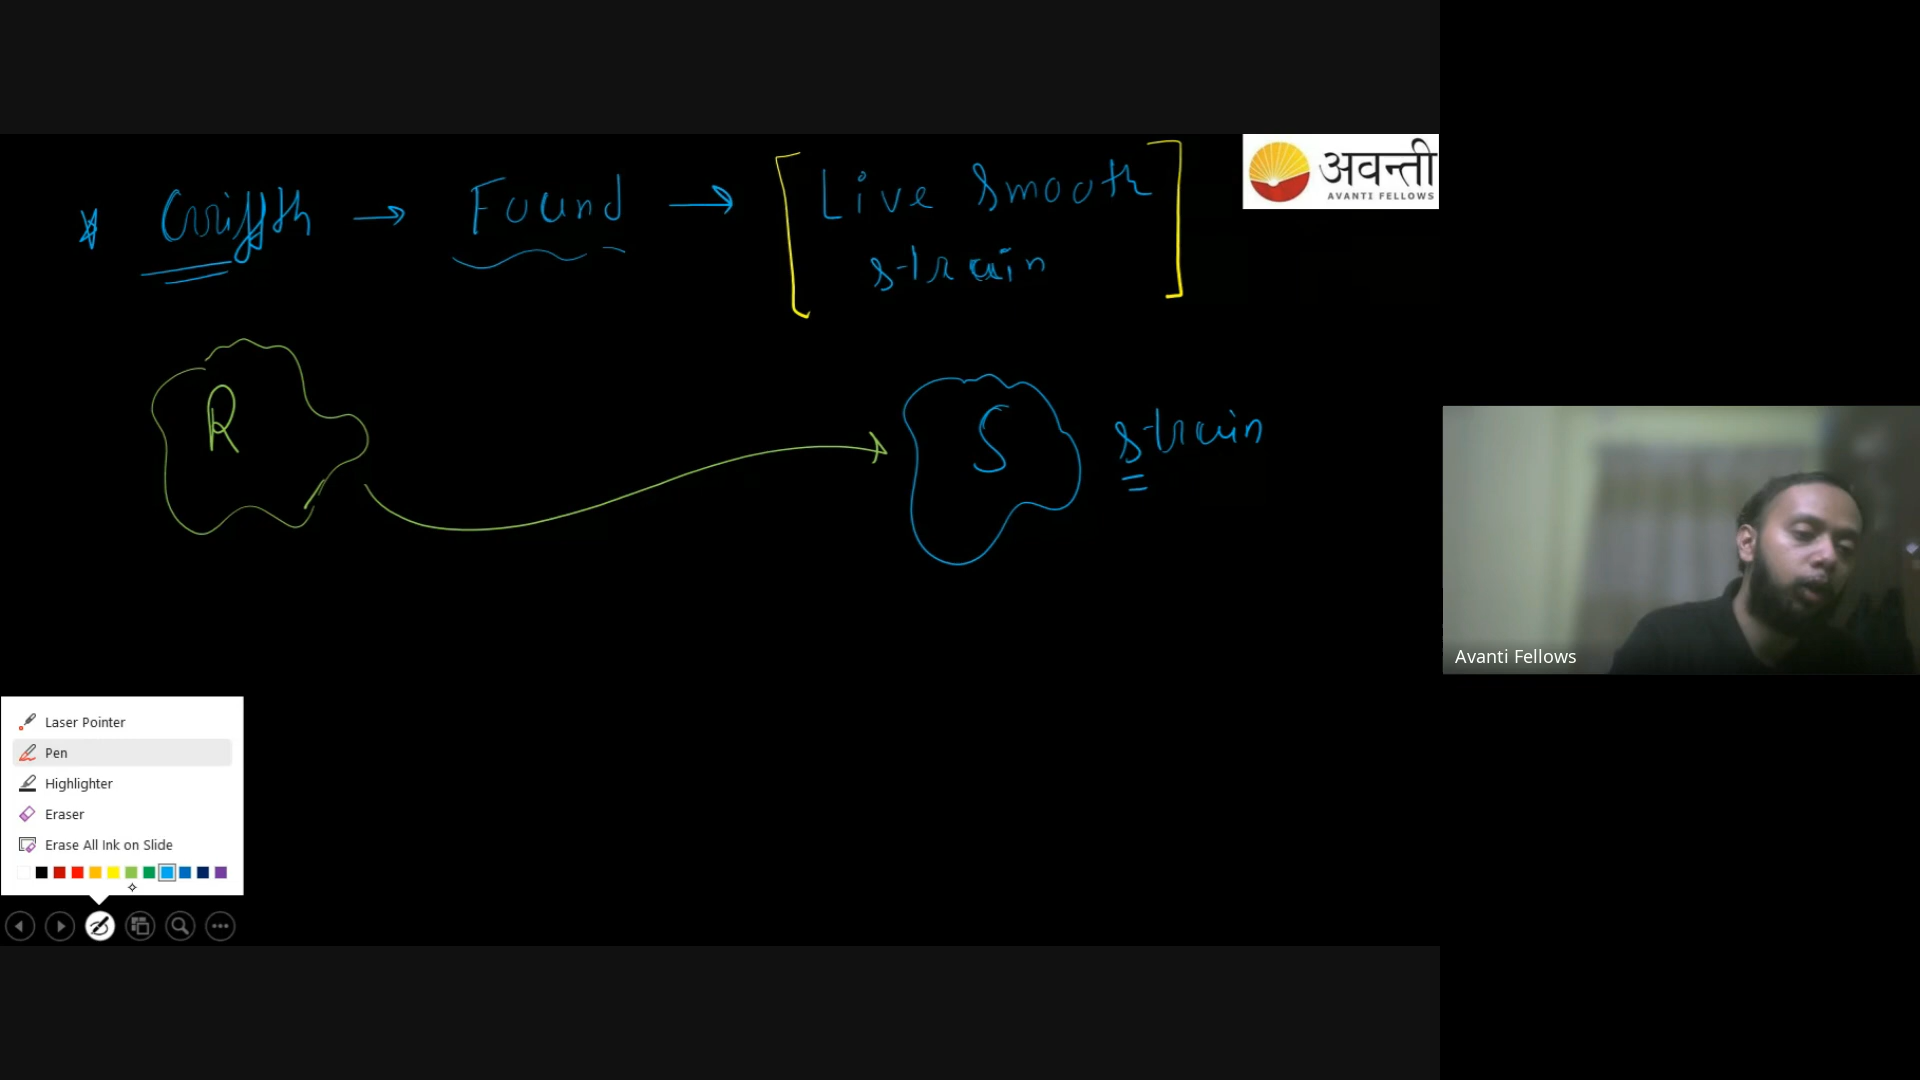 * Griffth → Found → [Live Smooth
strain]
अवन्ती
AVANTI FELLOWS
R
S strain
Avanti Fellows
Laser Pointer
Pen
Highlighter
Eraser
Erase All Ink on Slide